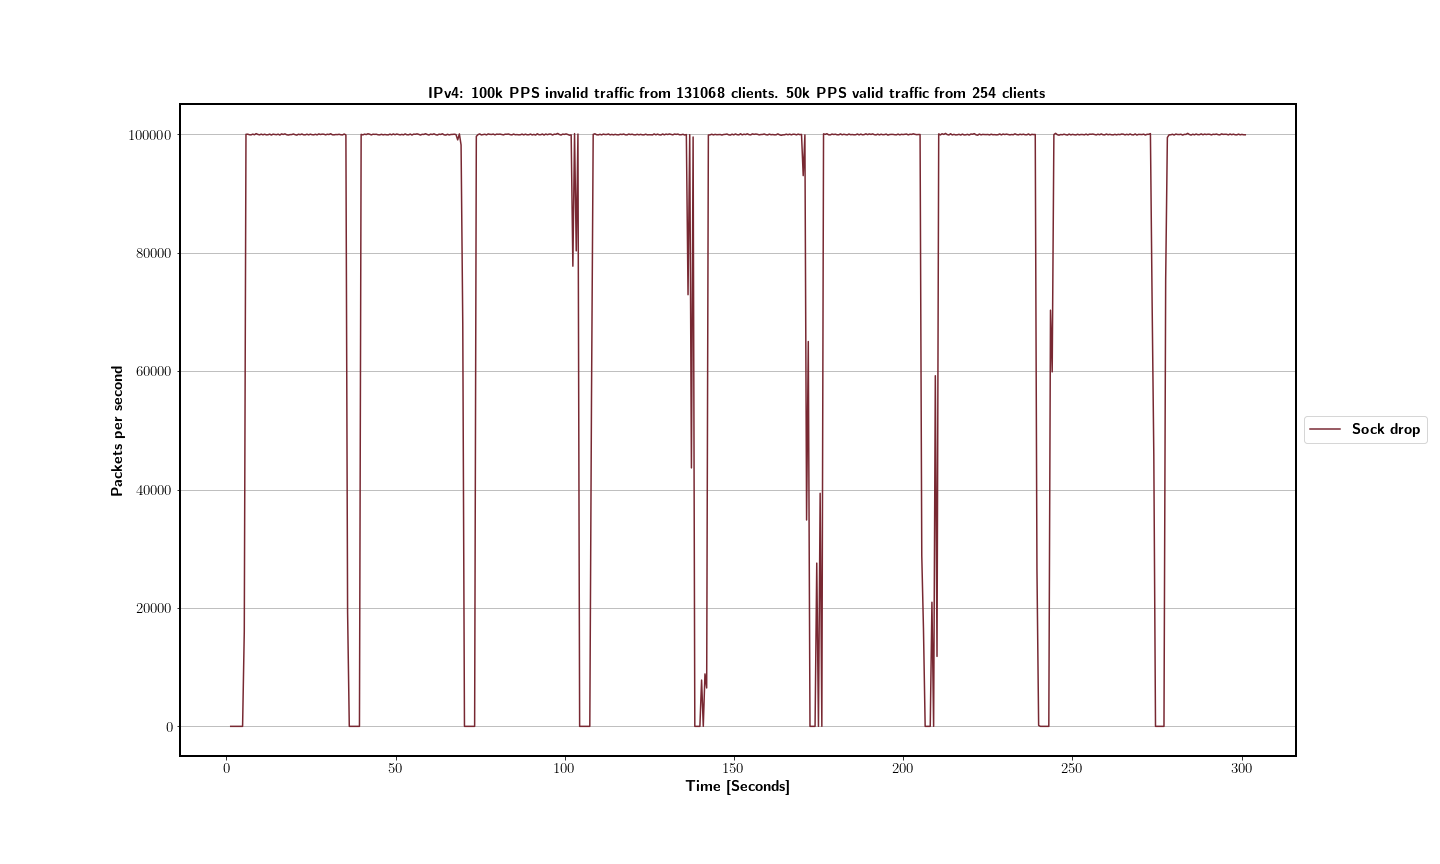 IPv4: 100k PPS invalid traffic from 131068 clients. 50k PPS valid traffic from 254 clients
100000
80000
60000
40000
20000
0
Packets per second
Sock drop
0 50 100 150 200 250 300
Time [Seconds]